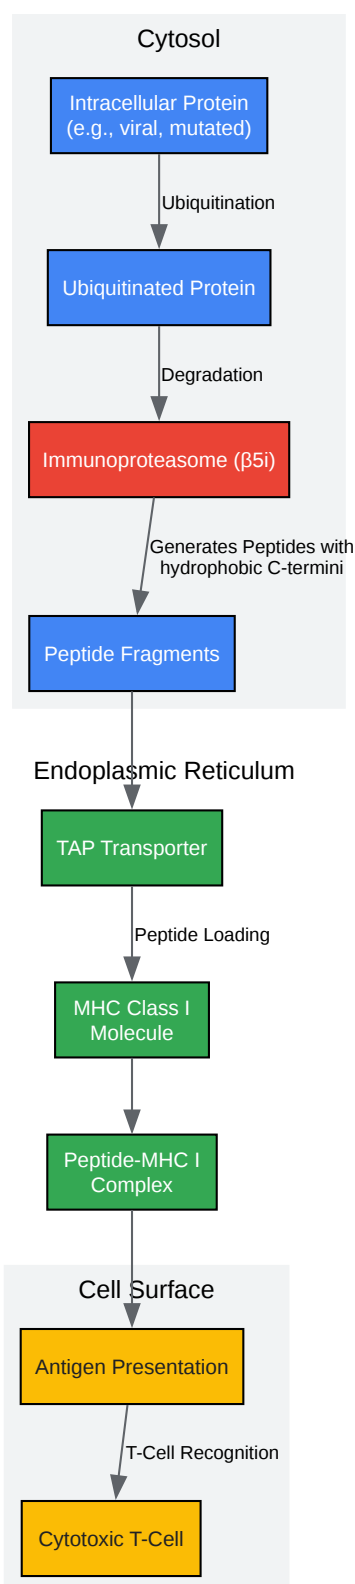 Cytosol
Intracellular Protein
(e.g., viral, mutated)
Ubiquitination
Ubiquitinated Protein
Degradation
Immunoproteasome (β5i)
Generates Peptides with
hydrophobic C-termini
Peptide Fragments
Endoplasmic Reticulum
TAP Transporter
Peptide Loading
MHC Class I
Molecule
Peptide-MHC I
Complex
Cell Surface
Antigen Presentation
T-Cell Recognition
Cytotoxic T-Cell